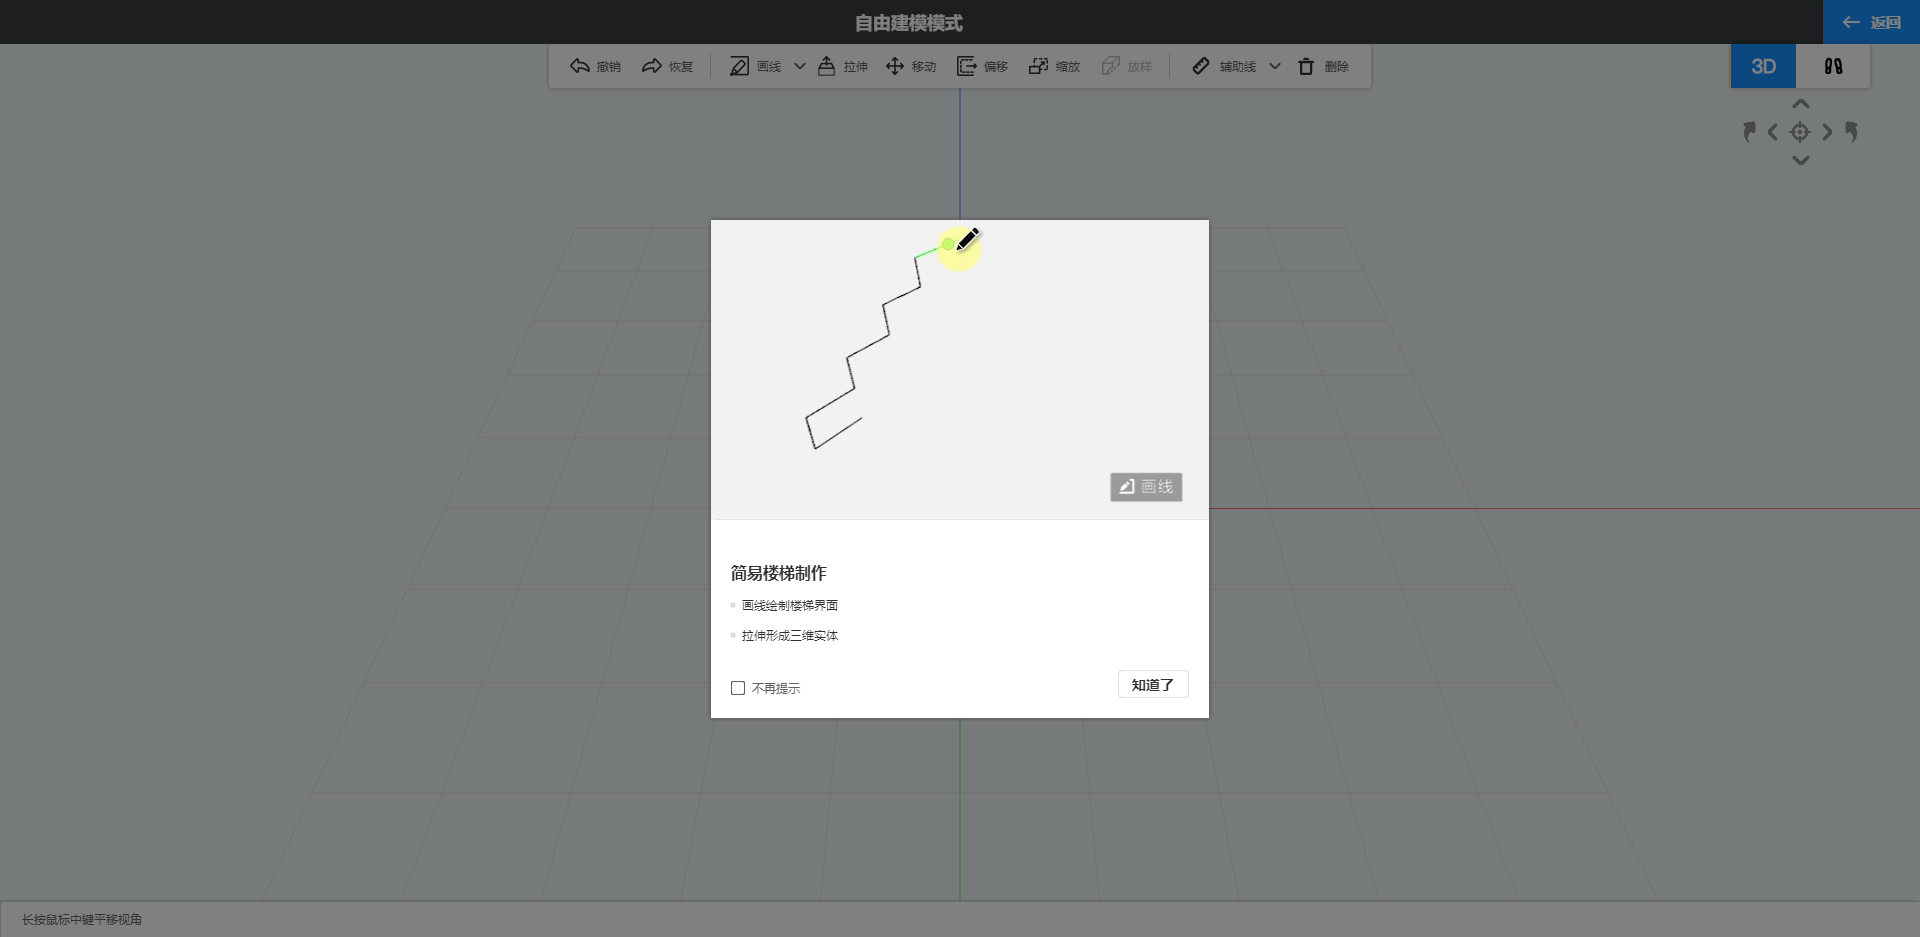 自由建模模式
返回
撤销
恢复
画线
拉伸
移动
偏移
缩放
放样
辅助线
删除
3D
画线
简易楼梯制作
画线绘制楼梯界面
拉伸形成三维实体
不再提示
知道了
长按鼠标中键平移视角